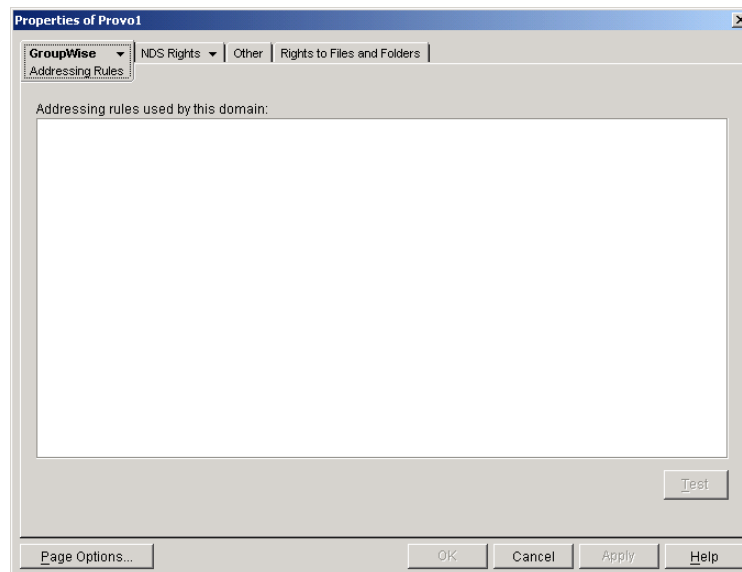 Properties of Provo1
GroupWise NDS Rights Other Rights to Files and Folders
Addressing Rules
Addressing rules used by this domain:
Test
Page Options... OK Cancel Apply Help